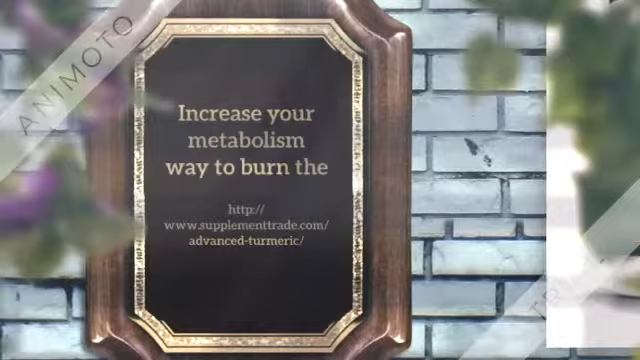 ANIMOTO
Increase your
metabolism
way to burn the
http://
www.supplementtrade.com/
advanced-turmeric/